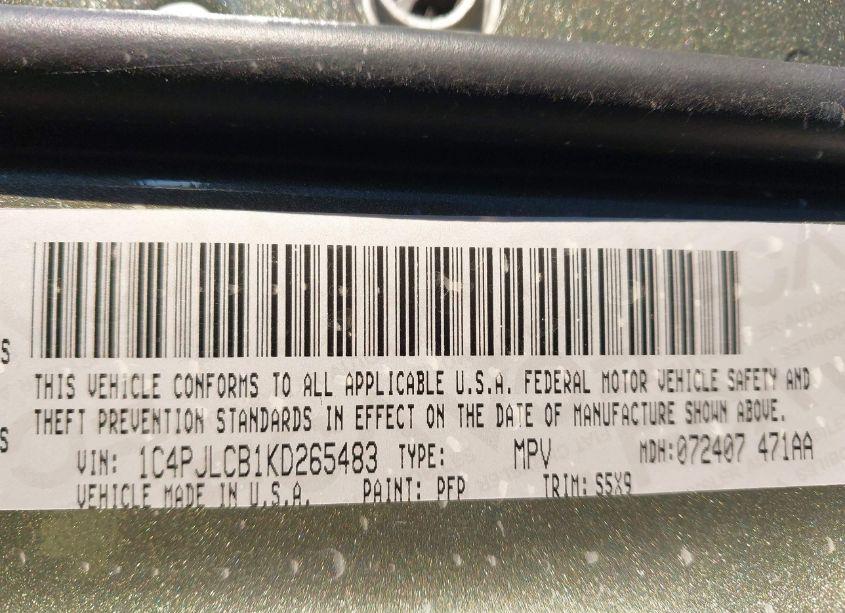 S
THIS VEHICLE CONFORMS TO ALL APPLICABLE U.S.A. FEDERAL MOTOR VEHICLE SAFETY AND
THEFT PREVENTION STANDARDS IN EFFECT ON THE DATE OF MANUFACTURE SHOWN ABOVE.
S
VIN: 1C4PJLCB1KD265483 TYPE: MPV MDH:072407 471AA
VEHICLE MADE IN U.S.A. PAINT: PFP TRIM: S5X9